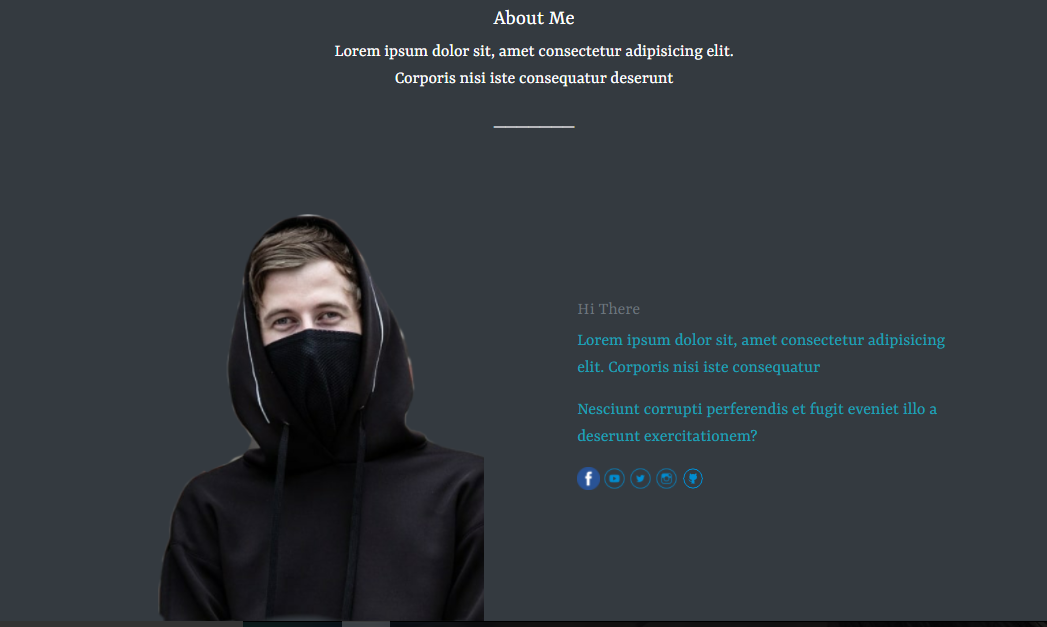 About Me
Lorem ipsum dolor sit, amet consectetur adipisicing elit.
Corporis nisi iste consequatur deserunt
Hi There
Lorem ipsum dolor sit, amet consectetur adipisicing
elit. Corporis nisi iste consequatur
Nesciunt corrupti perferendis et fugit eveniet illo a
deserunt exercitationem?